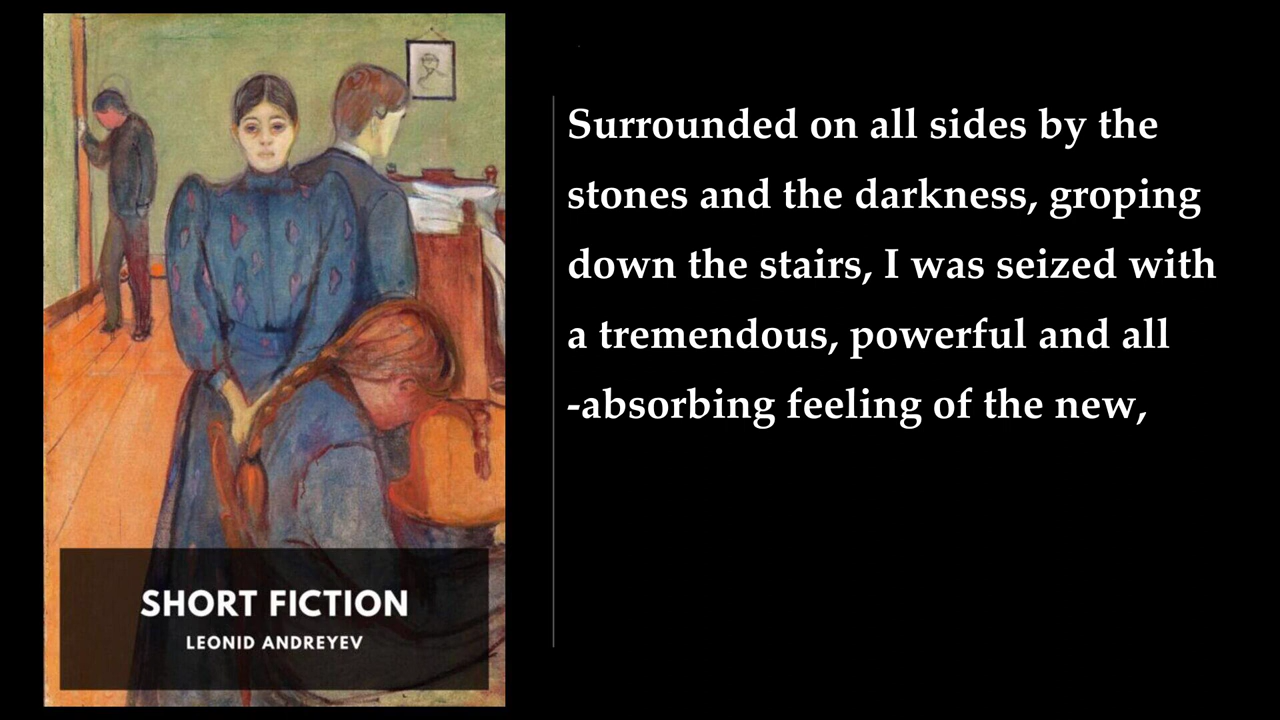 Surrounded on all sides by the
stones and the darkness, groping
down the stairs, I was seized with
a tremendous, powerful and all
-absorbing feeling of the new,
SHORT FICTION
LEONID ANDREYEV